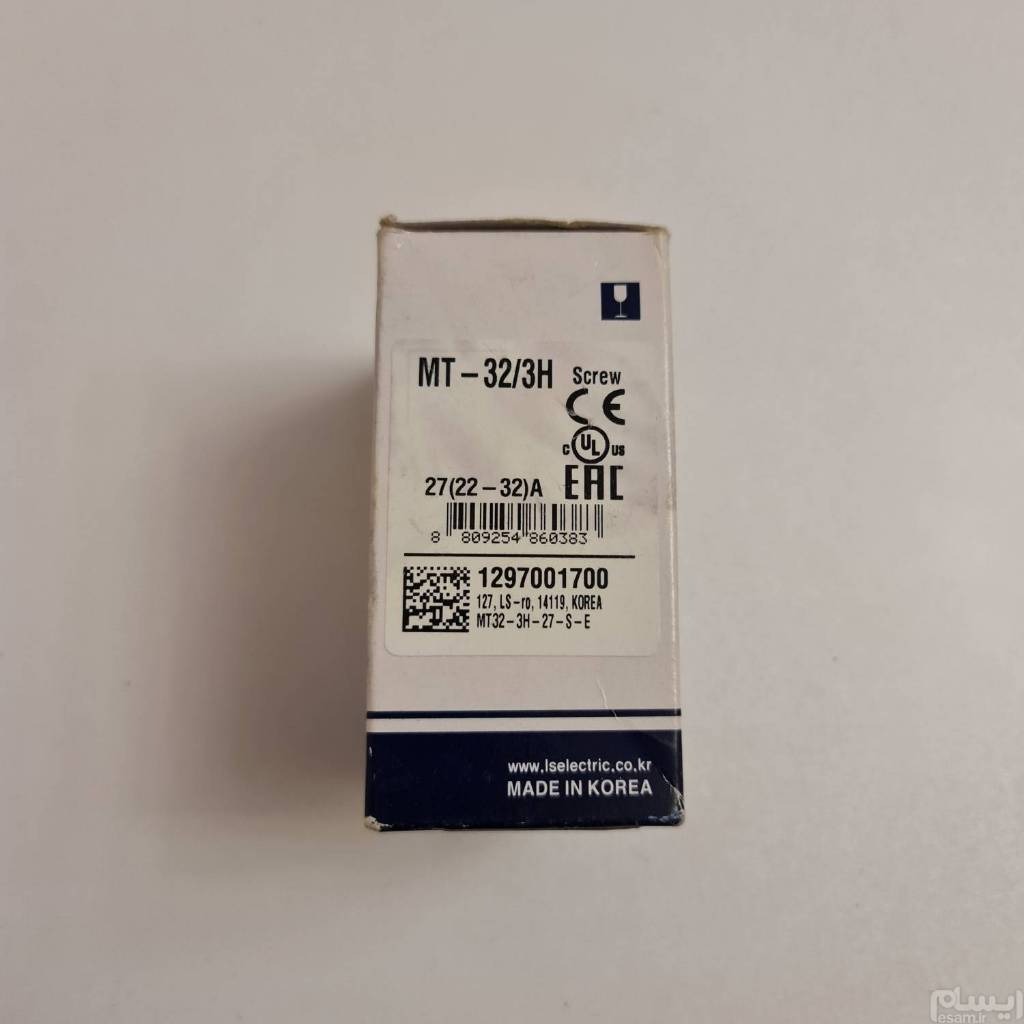 MT-32/3H Screw
CE
c UL us
27(22-32)A EAC
8 809254 860383
1297001700
127, LS-ro, 14119, KOREA
MT32-3H-27-S-E
www.lselectric.co.kr
MADE IN KOREA
ایسام
esam.ir